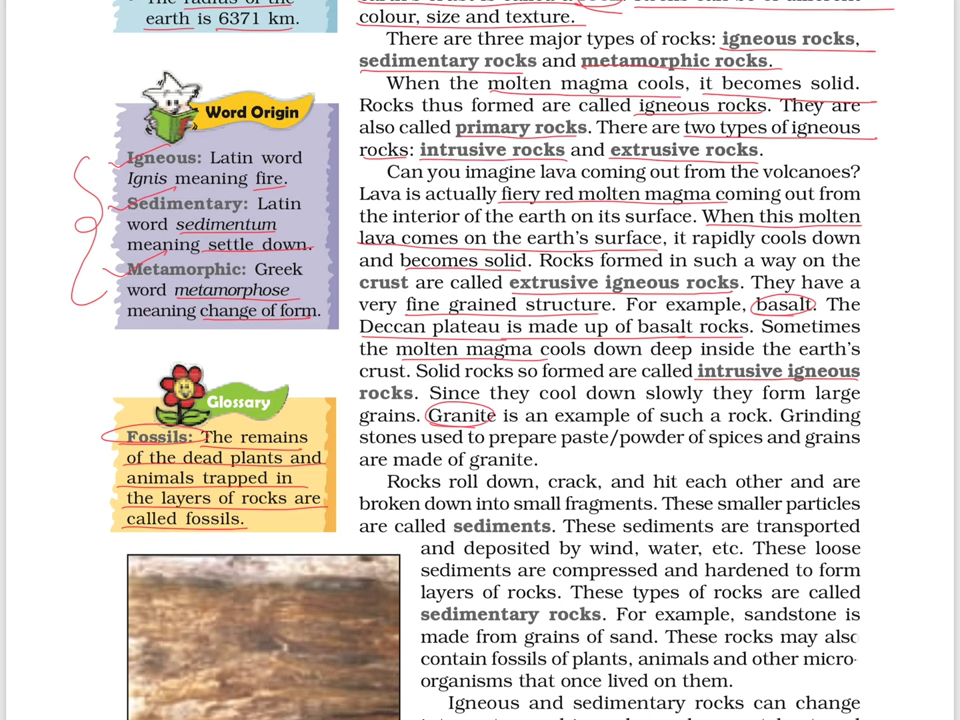 The radius of the
earth is 6371 km.
Word Origin
Igneous: Latin word
Ignis meaning fire.
Sedimentary: Latin
word sedimentum
meaning settle down.
Metamorphic: Greek
word metamorphose
meaning change of form.
Glossary
Fossils: The remains
of the dead plants and
animals trapped in
the layers of rocks are
called fossils.
colour, size and texture.
There are three major types of rocks: igneous rocks,
sedimentary rocks and metamorphic rocks.
When the molten magma cools, it becomes solid.
Rocks thus formed are called igneous rocks. They are
also called primary rocks. There are two types of igneous
rocks: intrusive rocks and extrusive rocks.
Can you imagine lava coming out from the volcanoes?
Lava is actually fiery red molten magma coming out from
the interior of the earth on its surface. When this molten
lava comes on the earth's surface, it rapidly cools down
and becomes solid. Rocks formed in such a way on the
crust are called extrusive igneous rocks. They have a
very fine grained structure. For example, basalt. The
Deccan plateau is made up of basalt rocks. Sometimes
the molten magma cools down deep inside the earth's
crust. Solid rocks so formed are called intrusive igneous
rocks. Since they cool down slowly they form large
grains. Granite is an example of such a rock. Grinding
stones used to prepare paste/powder of spices and grains
are made of granite.
Rocks roll down, crack, and hit each other and are
broken down into small fragments. These smaller particles
are called sediments. These sediments are transported
and deposited by wind, water, etc. These loose
sediments are compressed and hardened to form
layers of rocks. These types of rocks are called
sedimentary rocks. For example, sandstone is
made from grains of sand. These rocks may also
contain fossils of plants, animals and other micro-
organisms that once lived on them.
Igneous and sedimentary rocks can change